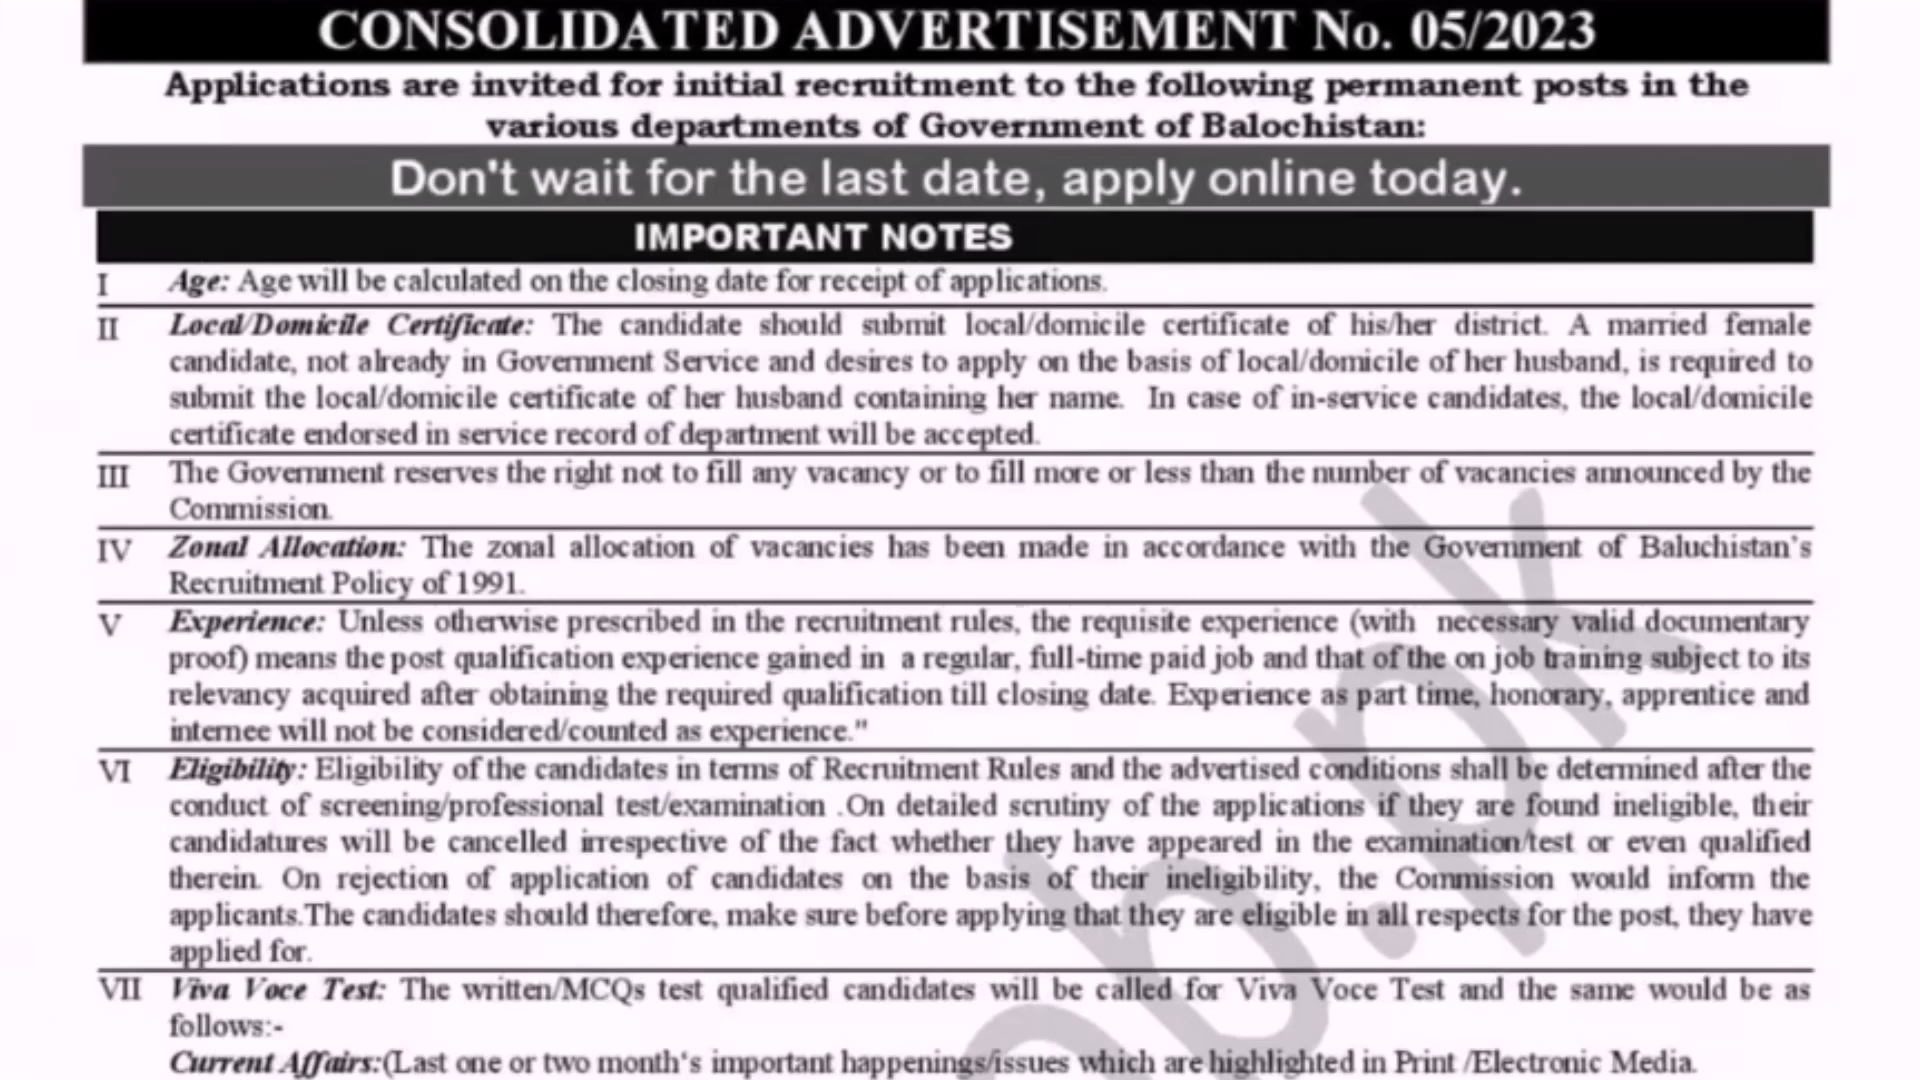 CONSOLIDATED ADVERTISEMENT No. 05/2023
Applications are invited for initial recruitment to the following permanent posts in the
various departments of Government of Balochistan:
Don't wait for the last date, apply online today.
IMPORTANT NOTES
I Age: Age will be calculated on the closing date for receipt of applications.
II Local/Domicile Certificate: The candidate should submit local/domicile certificate of his/her district. A married female
candidate, not already in Government Service and desires to apply on the basis of local/domicile of her husband, is required to
submit the local/domicile certificate of her husband containing her name. In case of in-service candidates, the local/domicile
certificate endorsed in service record of department will be accepted.
III The Government reserves the right not to fill any vacancy or to fill more or less than the number of vacancies announced by the
Commission.
IV Zonal Allocation: The zonal allocation of vacancies has been made in accordance with the Government of Baluchistan's
Recruitment Policy of 1991.
V Experience: Unless otherwise prescribed in the recruitment rules, the requisite experience (with necessary valid documentary
proof) means the post qualification experience gained in a regular, full-time paid job and that of the on job training subject to its
relevancy acquired after obtaining the required qualification till closing date. Experience as part time, honorary, apprentice and
internee will not be considered/counted as experience."
VI Eligibility: Eligibility of the candidates in terms of Recruitment Rules and the advertised conditions shall be determined after the
conduct of screening/professional test/examination .On detailed scrutiny of the applications if they are found ineligible, their
candidatures will be cancelled irrespective of the fact whether they have appeared in the examination/test or even qualified
therein. On rejection of application of candidates on the basis of their ineligibility, the Commission would inform the
applicants.The candidates should therefore, make sure before applying that they are eligible in all respects for the post, they have
applied for.
VII Viva Voce Test: The written/MCQs test qualified candidates will be called for Viva Voce Test and the same would be as
follows:-
Current Affairs:(Last one or two month's important happenings/issues which are highlighted in Print /Electronic Media.